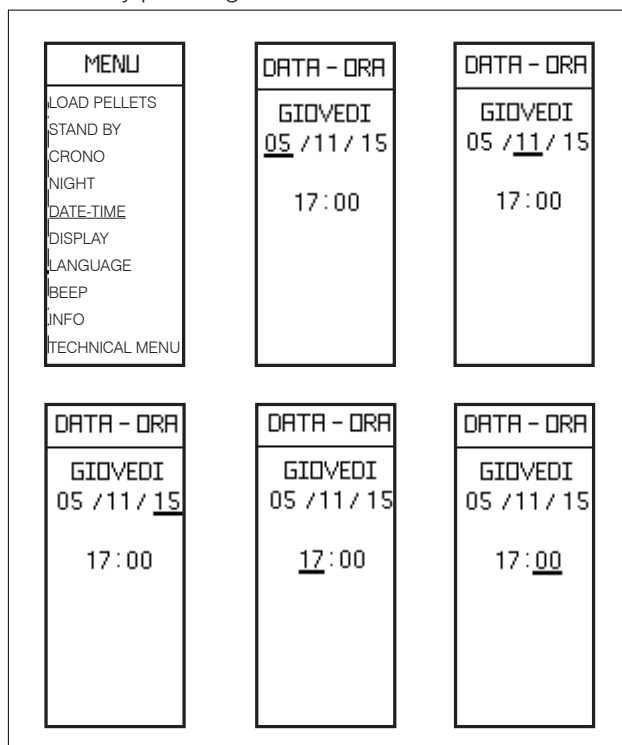 MENU
LOAD PELLETS
STAND BY
CRONO
NIGHT
DATE-TIME
DISPLAY
LANGUAGE
BEEP
INFO
TECHNICAL MENU
DATA - ORA
GIOVEDI
05 /11/ 15
17:00
DATA - ORA
GIOVEDI
05 /11/ 15
17:00
DATA - ORA
GIOVEDI
05 /11/ 15
17:00
DATA - ORA
GIOVEDI
05 /11/ 15
17:00
DATA - ORA
GIOVEDI
05 /11/ 15
17:00